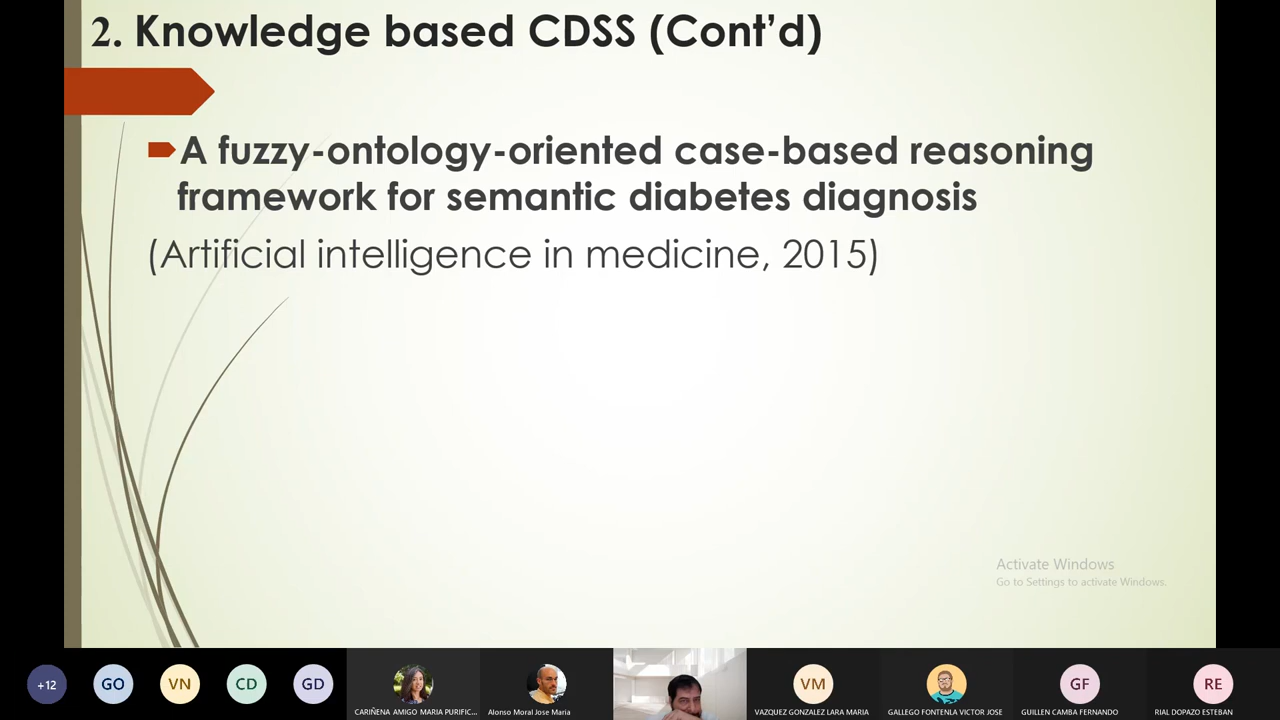 2. Knowledge based CDSS (Cont’d)
A fuzzy-ontology-oriented case-based reasoning
framework for semantic diabetes diagnosis
(Artificial intelligence in medicine, 2015)
Activate Windows
Go to Settings to activate Windows.
+12
GO
VN
CD
GD
CARIÑENA AMIGO MARIA PURIFIC...
Alonso Moral Jose Maria
VM
VAZQUEZ GONZALEZ LARA MARIA
GALLEGO FONTENLA VICTOR JOSE
GF
GUILLEN CAMBA FERNANDO
RE
RIAL DOPAZO ESTEBAN